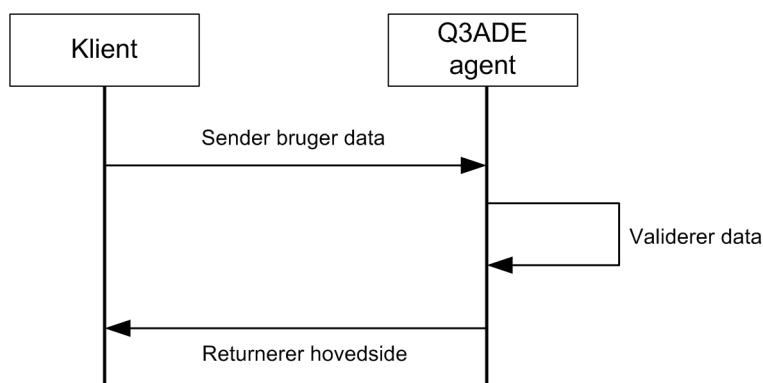 Klient
Q3ADE
agent
Sender bruger data
Validerer data
Returnerer hovedside